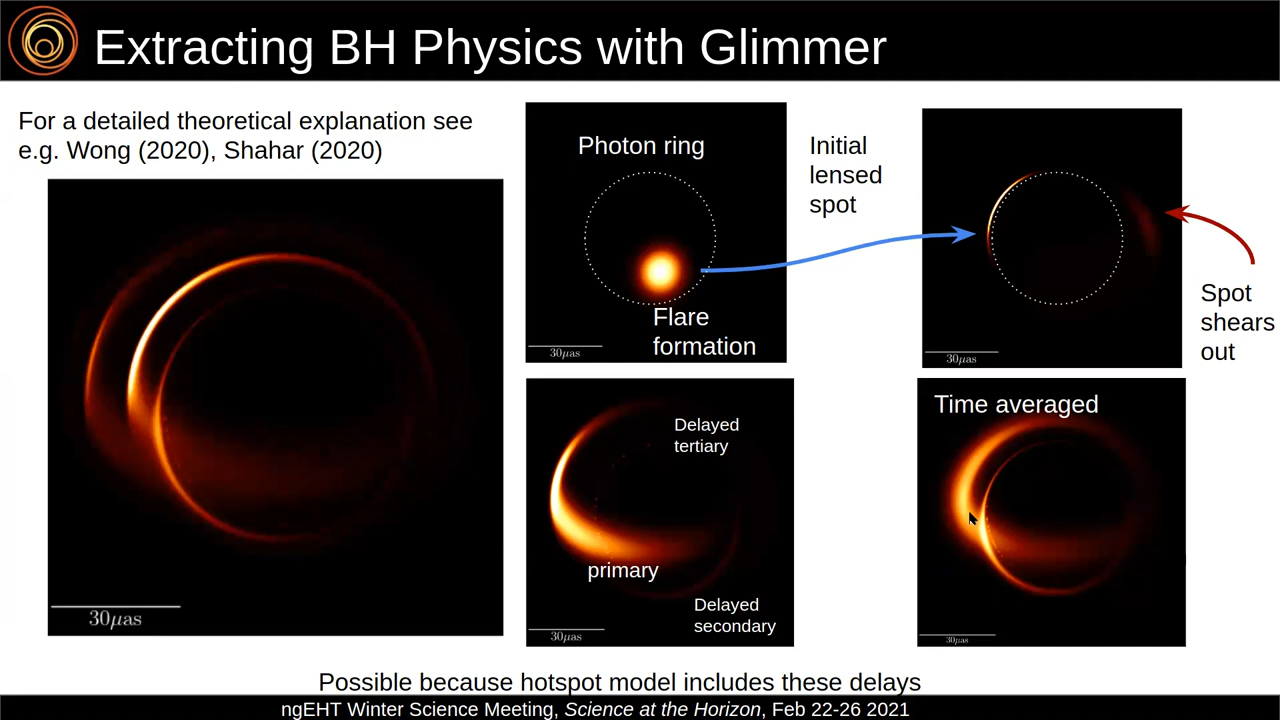 Extracting BH Physics with Glimmer
For a detailed theoretical explanation see
e.g. Wong (2020), Shahar (2020)
30μas
Photon ring
Flare
formation
30μas
Initial
lensed
spot
30μas
Spot
shears
out
Delayed
tertiary
primary
Delayed
secondary
30μas
Time averaged
30μas
Possible because hotspot model includes these delays
ngEHT Winter Science Meeting, Science at the Horizon, Feb 22-26 2021